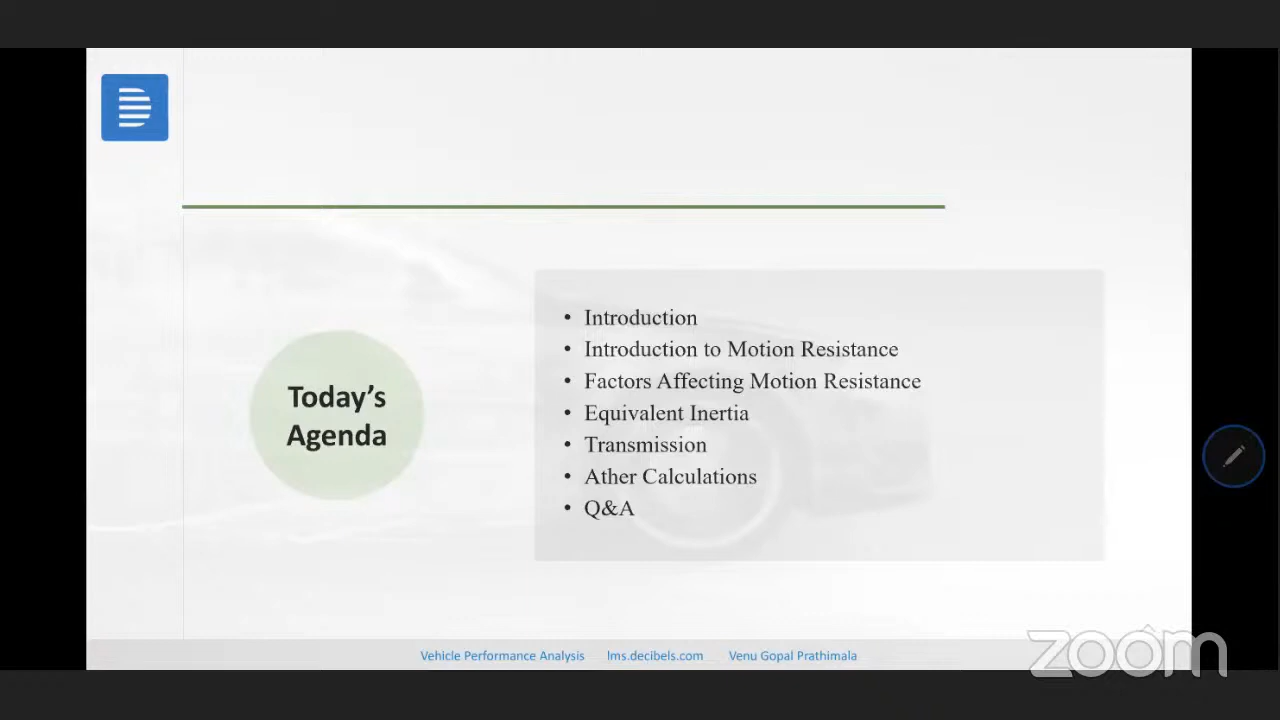 Today’s
Agenda
• Introduction
• Introduction to Motion Resistance
• Factors Affecting Motion Resistance
• Equivalent Inertia
• Transmission
• Ather Calculations
• Q&A
Vehicle Performance Analysis lms.decibels.com Venu Gopal Prathimala
zoom